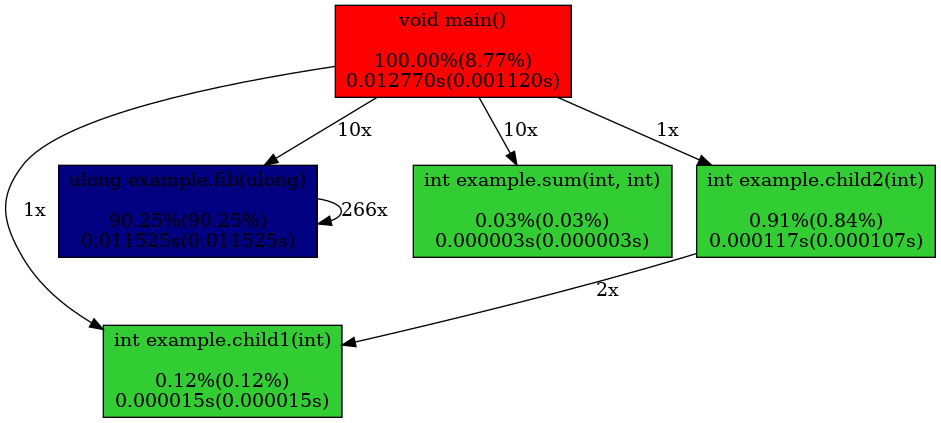 void main()
100.00%(8.77%)
0.012770s(0.001120s)
10x
10x
1x
ulong example.fib(ulong)
90.25%(90.25%)
0.011525s(0.011525s)
266x
int example.sum(int, int)
0.03%(0.03%)
0.000003s(0.000003s)
int example.child2(int)
0.91%(0.84%)
0.000117s(0.000107s)
1x
2x
int example.child1(int)
0.12%(0.12%)
0.000015s(0.000015s)